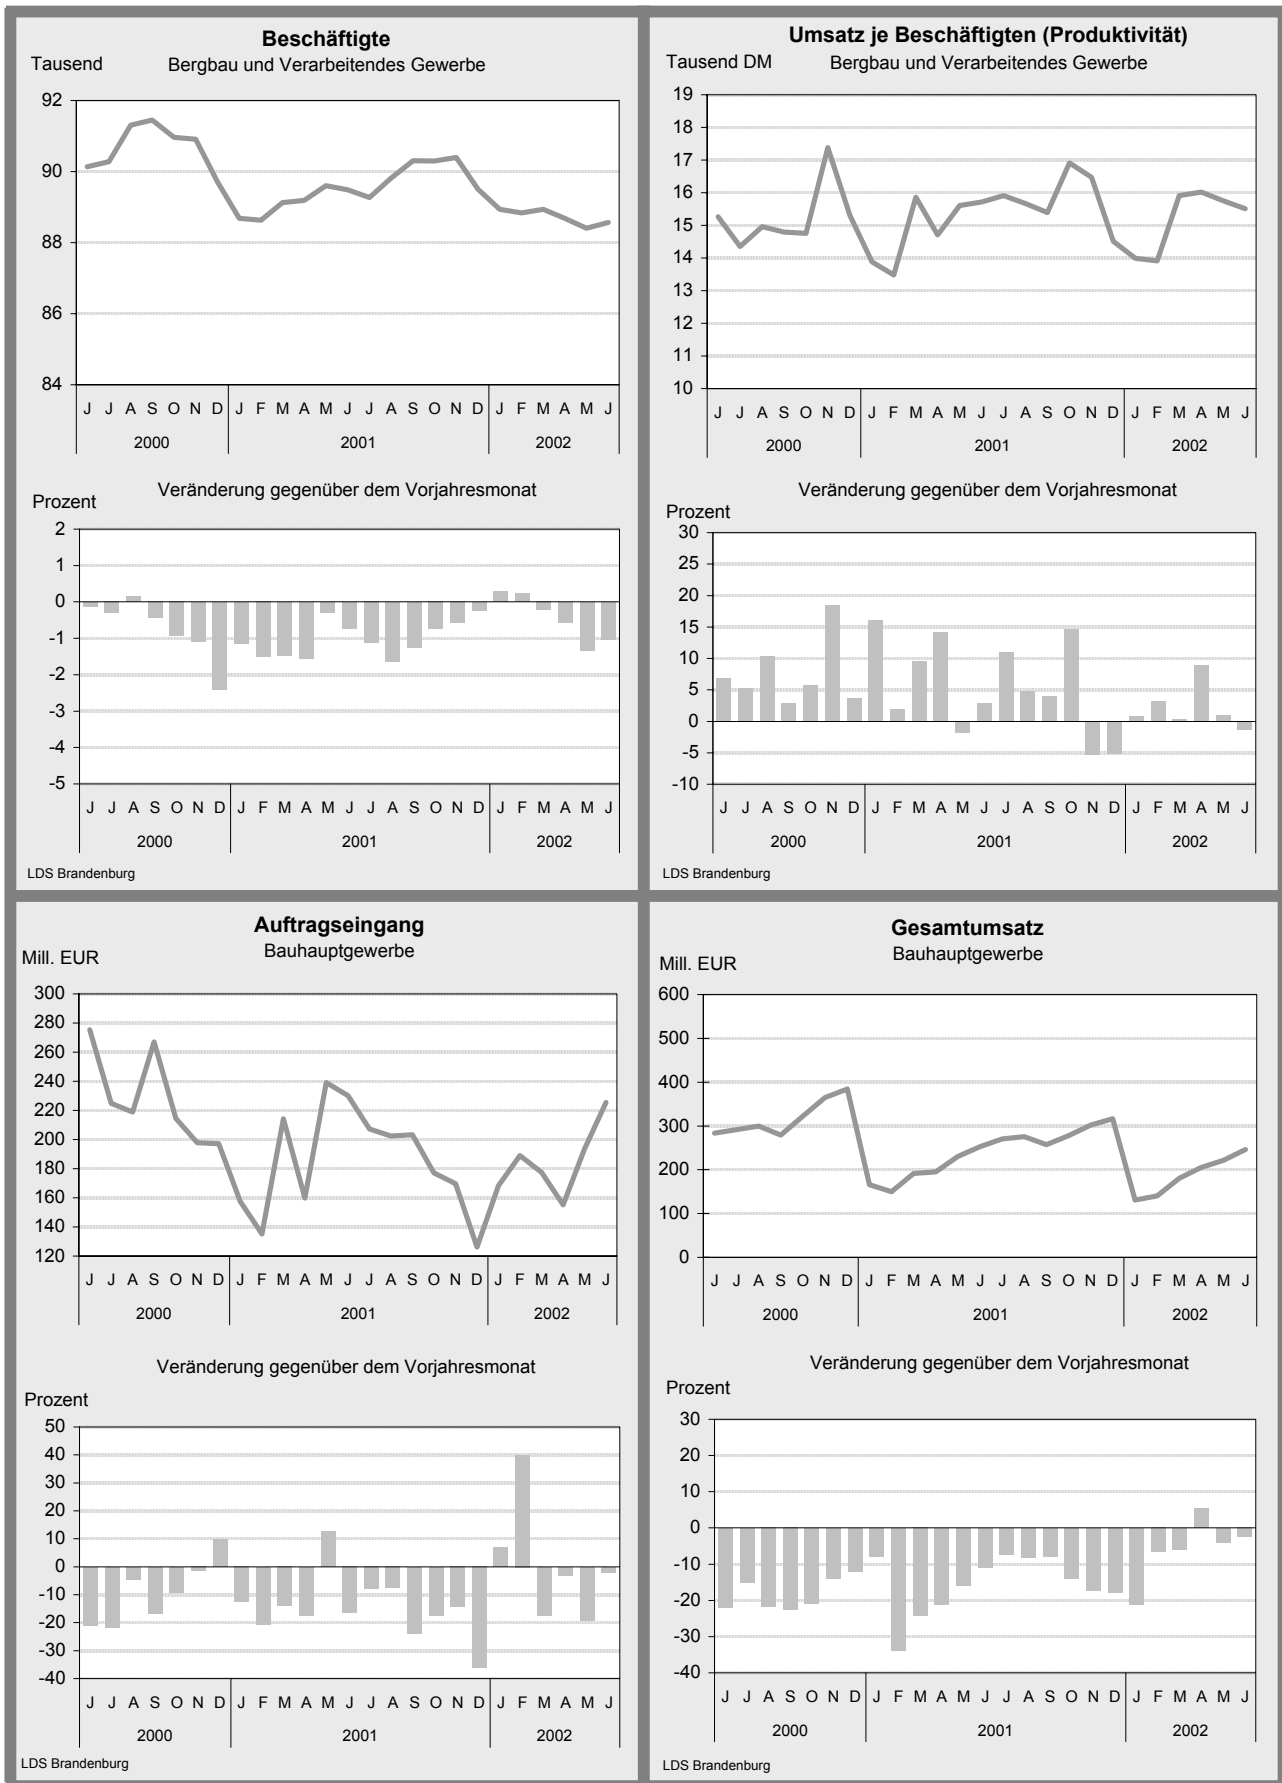 Beschäftigte
Tausend Bergbau und Verarbeitendes Gewerbe
92
90
88
86
84
J J A S O N D J F M A M J J A S O N D J F M A M J
2000 2001 2002
Veränderung gegenüber dem Vorjahresmonat
Prozent
2
1
0
-1
-2
-3
-4
-5
J J A S O N D J F M A M J J A S O N D J F M A M J
2000 2001 2002
LDS Brandenburg
Umsatz je Beschäftigten (Produktivität)
Tausend DM Bergbau und Verarbeitendes Gewerbe
19
18
17
16
15
14
13
12
11
10
J J A S O N D J F M A M J J A S O N D J F M A M J
2000 2001 2002
Veränderung gegenüber dem Vorjahresmonat
Prozent
30
25
20
15
10
5
0
-5
-10
J J A S O N D J F M A M J J A S O N D J F M A M J
2000 2001 2002
LDS Brandenburg
Auftragseingang
Bauhauptgewerbe
Mill. EUR
300
280
260
240
220
200
180
160
140
120
J J A S O N D J F M A M J J A S O N D J F M A M J
2000 2001 2002
Veränderung gegenüber dem Vorjahresmonat
Prozent
50
40
30
20
10
0
-10
-20
-30
-40
J J A S O N D J F M A M J J A S O N D J F M A M J
2000 2001 2002
LDS Brandenburg
Gesamtumsatz
Bauhauptgewerbe
Mill. EUR
600
500
400
300
200
100
0
J J A S O N D J F M A M J J A S O N D J F M A M J
2000 2001 2002
Veränderung gegenüber dem Vorjahresmonat
Prozent
30
20
10
0
-10
-20
-30
-40
J J A S O N D J F M A M J J A S O N D J F M A M J
2000 2001 2002
LDS Brandenburg